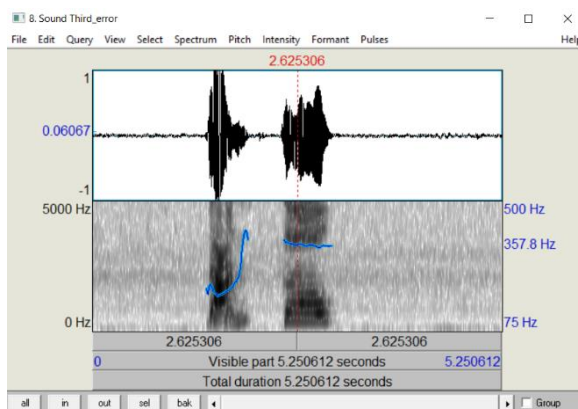 8. Sound Third_error
File Edit Query View Select Spectrum Pitch Intensity Formant Pulses Help
2.625306
1
0.06067
-1
5000 Hz 500 Hz
357.8 Hz
0 Hz 75 Hz
2.625306 2.625306
0 Visible part 5.250612 seconds 5.250612
Total duration 5.250612 seconds
all in out sel bak Group